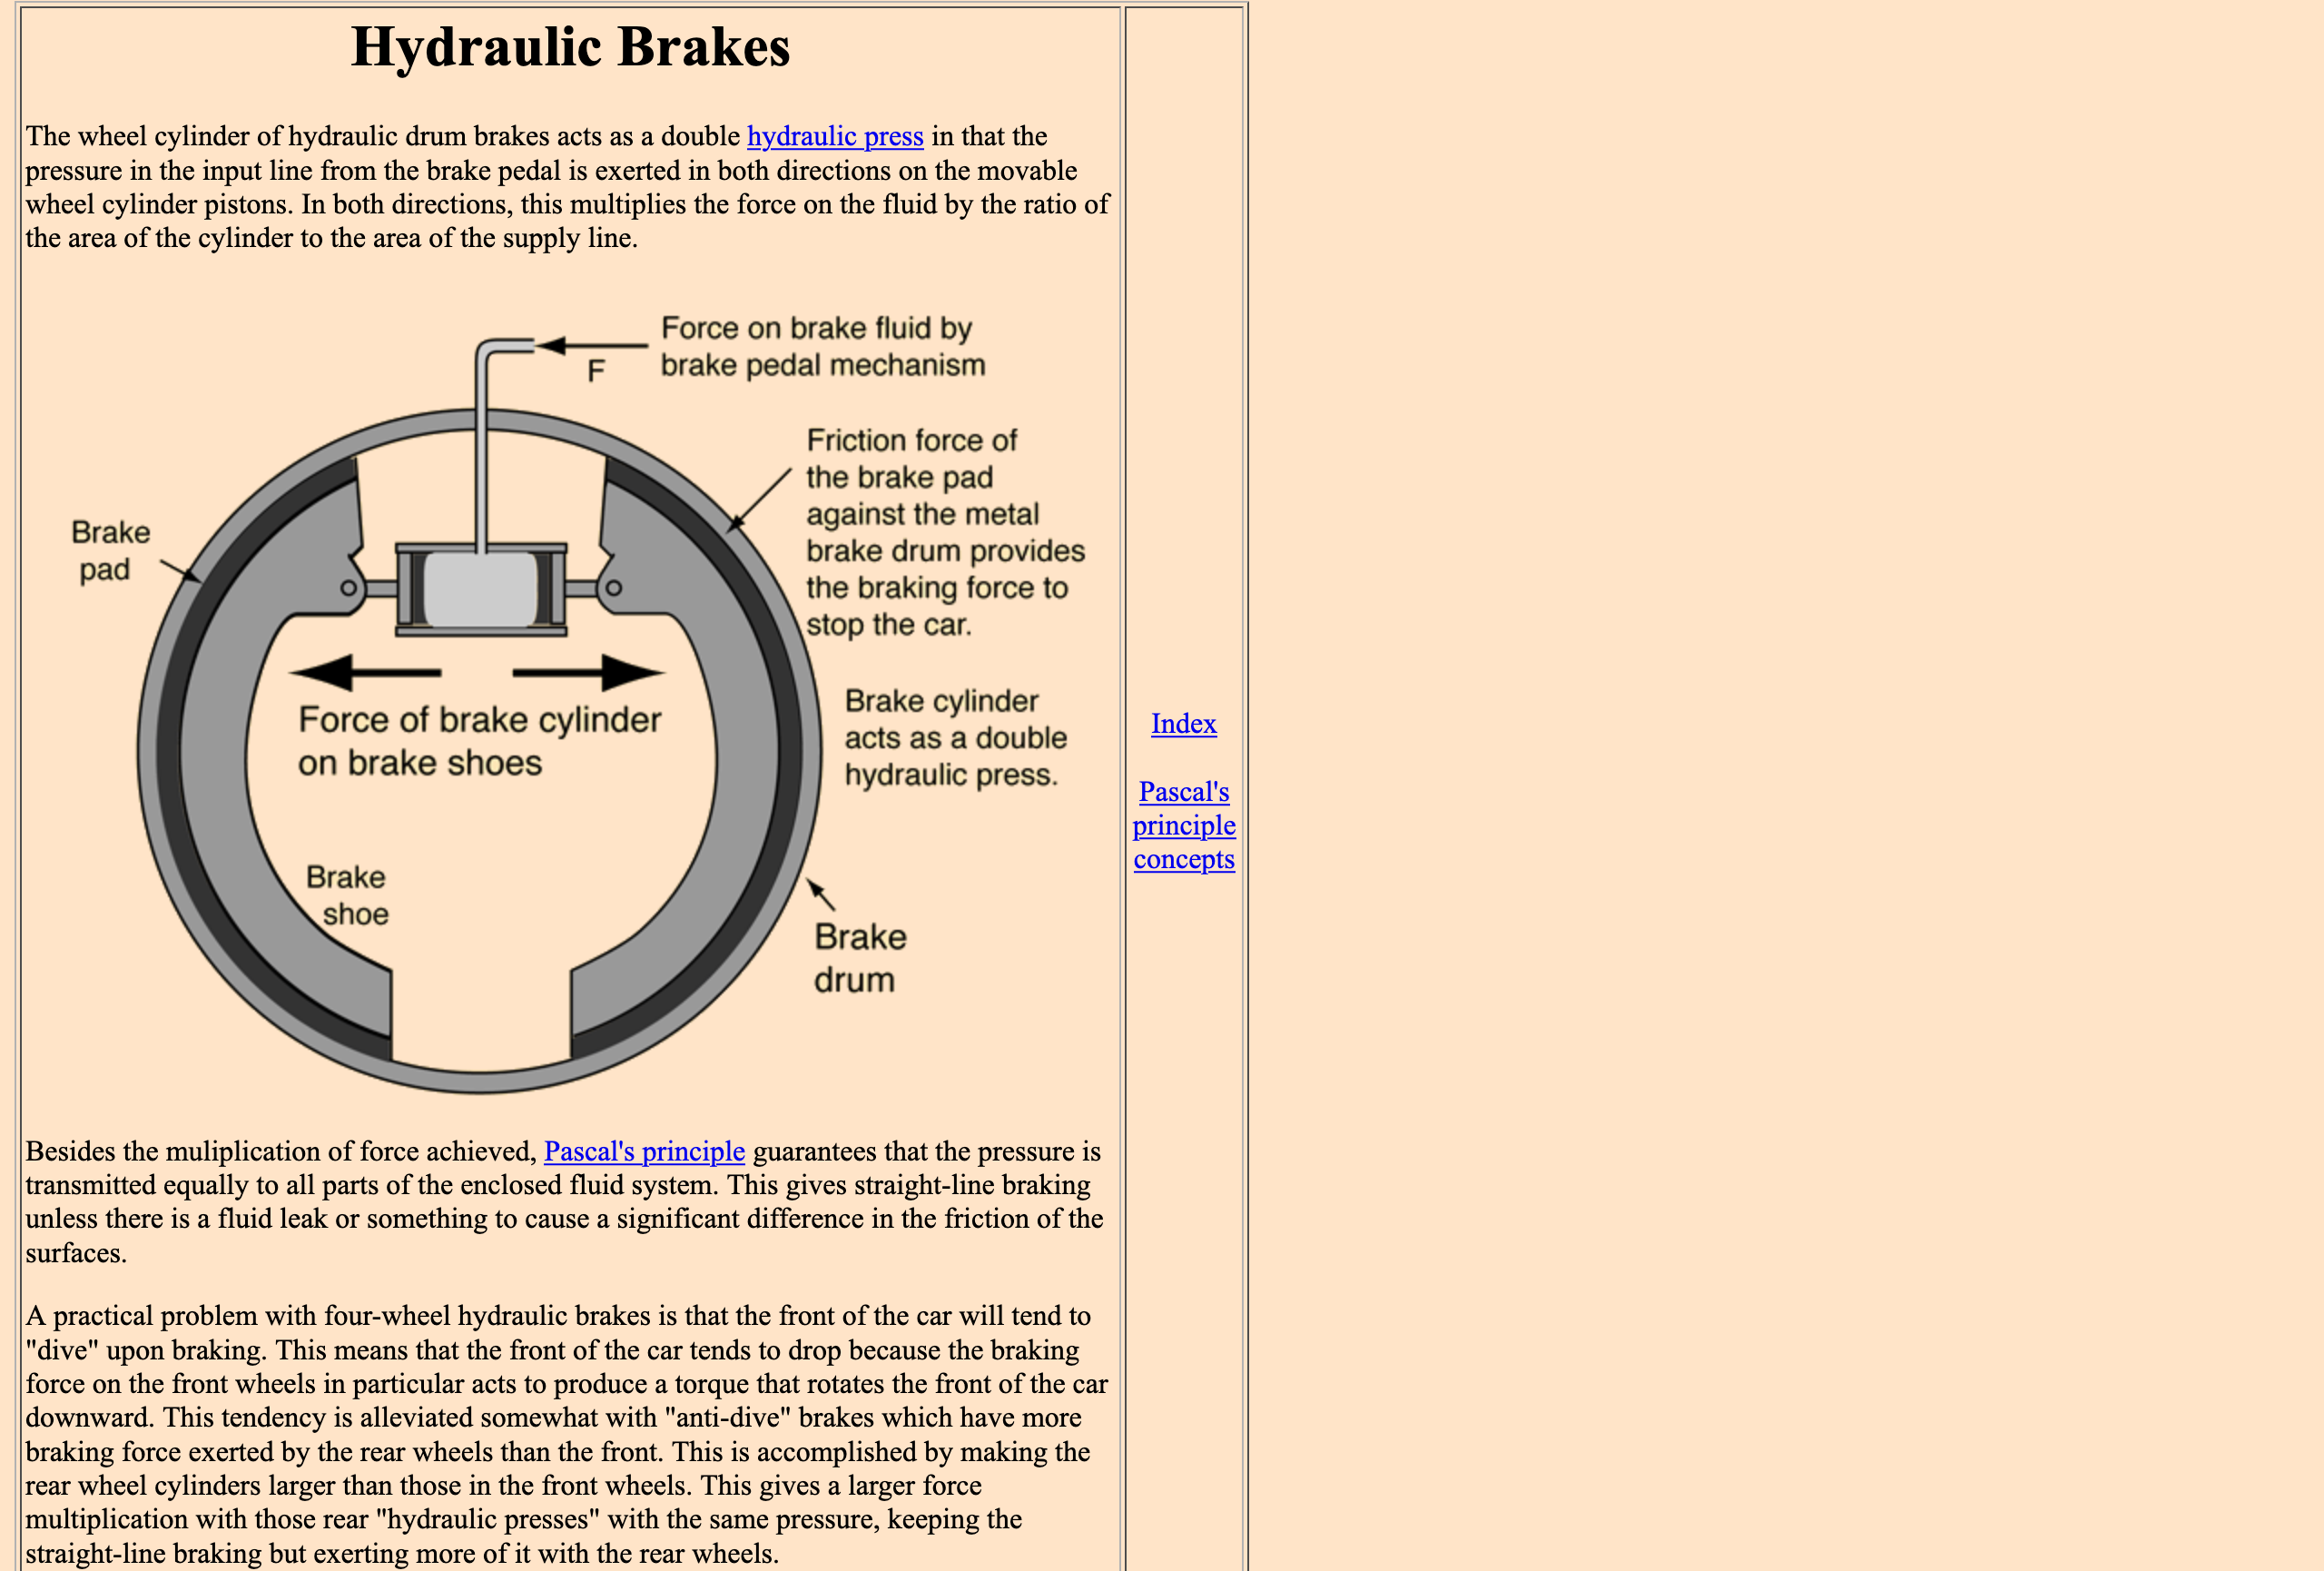 Hydraulic Brakes
The wheel cylinder of hydraulic drum brakes acts as a double hydraulic press in that the
pressure in the input line from the brake pedal is exerted in both directions on the movable
wheel cylinder pistons. In both directions, this multiplies the force on the fluid by the ratio of
the area of the cylinder to the area of the supply line.
Force on brake fluid by
brake pedal mechanism
F
Friction force of
the brake pad
against the metal
brake drum provides
the braking force to
stop the car.
Brake
pad
Force of brake cylinder
on brake shoes
Brake cylinder
acts as a double
hydraulic press.
Brake
shoe
Brake
drum
Besides the muliplication of force achieved, Pascal's principle guarantees that the pressure is
transmitted equally to all parts of the enclosed fluid system. This gives straight-line braking
unless there is a fluid leak or something to cause a significant difference in the friction of the
surfaces.
A practical problem with four-wheel hydraulic brakes is that the front of the car will tend to
"dive" upon braking. This means that the front of the car tends to drop because the braking
force on the front wheels in particular acts to produce a torque that rotates the front of the car
downward. This tendency is alleviated somewhat with "anti-dive" brakes which have more
braking force exerted by the rear wheels than the front. This is accomplished by making the
rear wheel cylinders larger than those in the front wheels. This gives a larger force
multiplication with those rear "hydraulic presses" with the same pressure, keeping the
straight-line braking but exerting more of it with the rear wheels.
Index
Pascal's
principle
concepts